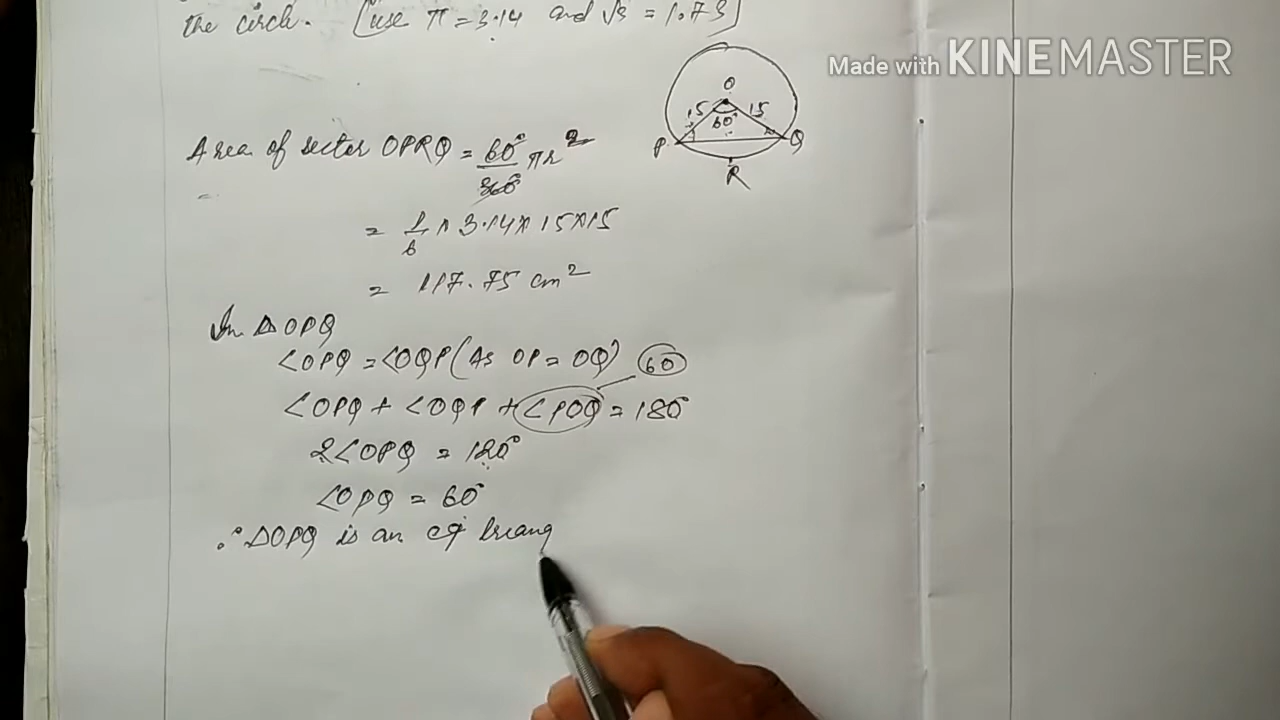 the circle. [use π = 3.14 and √3 = 1.73]
Made with KINEMASTER
O
15 15
60°
P Q
R
Area of sector OPRQ = 60°/360° πr²
= 1/6 × 3.14 × 15 × 15
= 117.75 cm²
In △OPQ
∠OPQ = ∠OQP (As OP = OQ) 60
∠OPQ + ∠OQP + ∠POQ = 180°
2∠OPQ = 120°
∠OPQ = 60°
∴ △OPQ is an eq triang